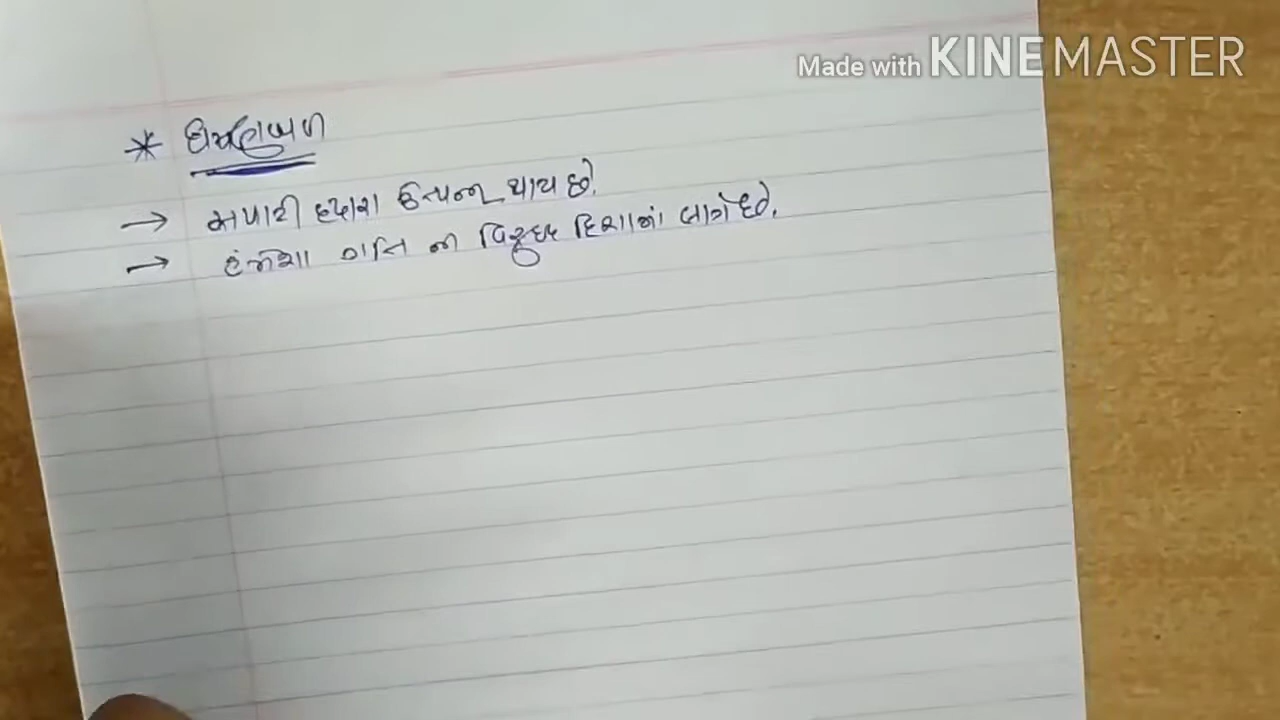 Made with KINEMASTER
* ઘર્ષણબળ
→ સપાટી દ્વારા ઉત્પન્ન થાય છે.
→ હંમેશા ગતિ ની વિરુધ્ધ દિશામાં લાગે છે.